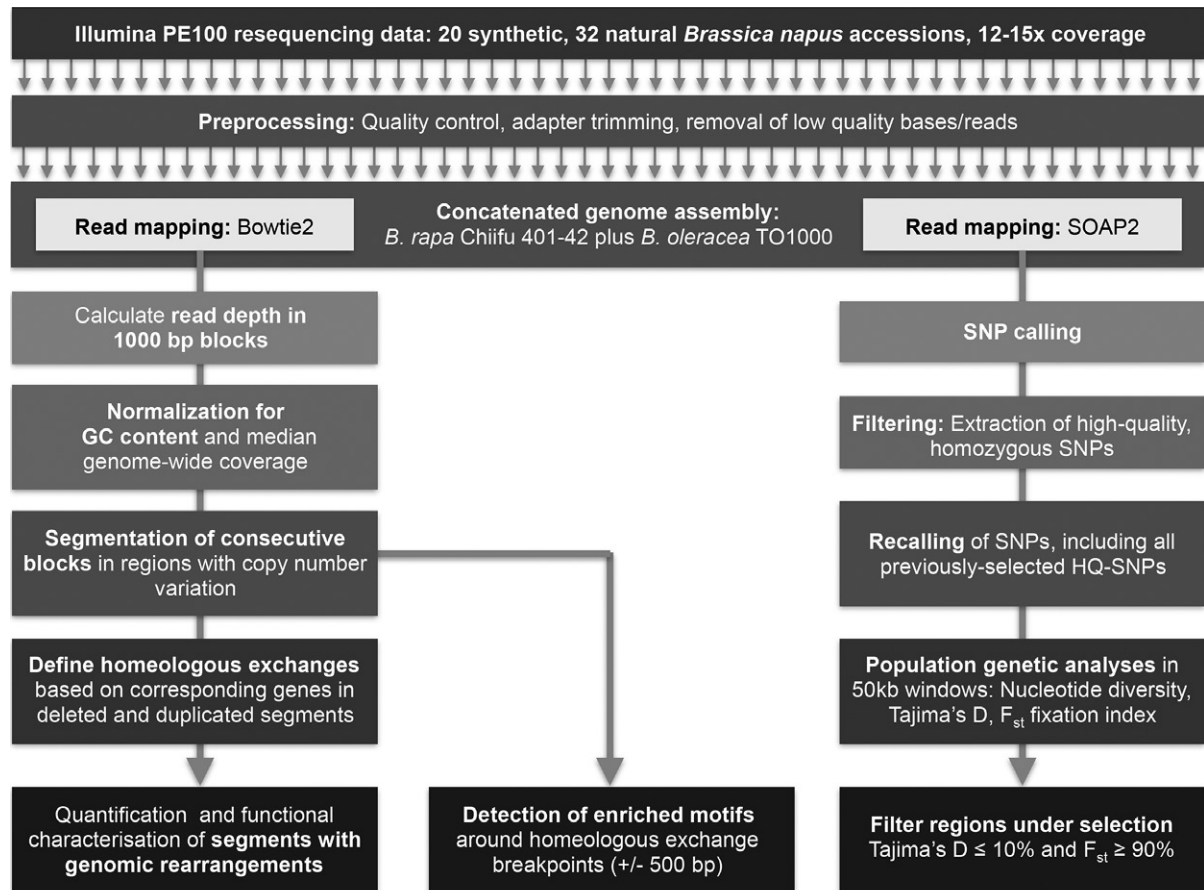 Illumina PE100 resequencing data: 20 synthetic, 32 natural Brassica napus accessions, 12-15x coverage
Preprocessing: Quality control, adapter trimming, removal of low quality bases/reads
Read mapping: Bowtie2
Concatenated genome assembly:
B. rapa Chiifu 401-42 plus B. oleracea TO1000
Read mapping: SOAP2
Calculate read depth in
1000 bp blocks
Normalization for
GC content and median
genome-wide coverage
Segmentation of consecutive
blocks in regions with copy number
variation
Define homeologous exchanges
based on corresponding genes in
deleted and duplicated segments
Quantification and functional
characterisation of segments with
genomic rearrangements
Detection of enriched motifs
around homeologous exchange
breakpoints (+/- 500 bp)
SNP calling
Filtering: Extraction of high-quality,
homozygous SNPs
Recalling of SNPs, including all
previously-selected HQ-SNPs
Population genetic analyses in
50kb windows: Nucleotide diversity,
Tajima's D, Fst fixation index
Filter regions under selection
Tajima's D ≤ 10% and Fst ≥ 90%